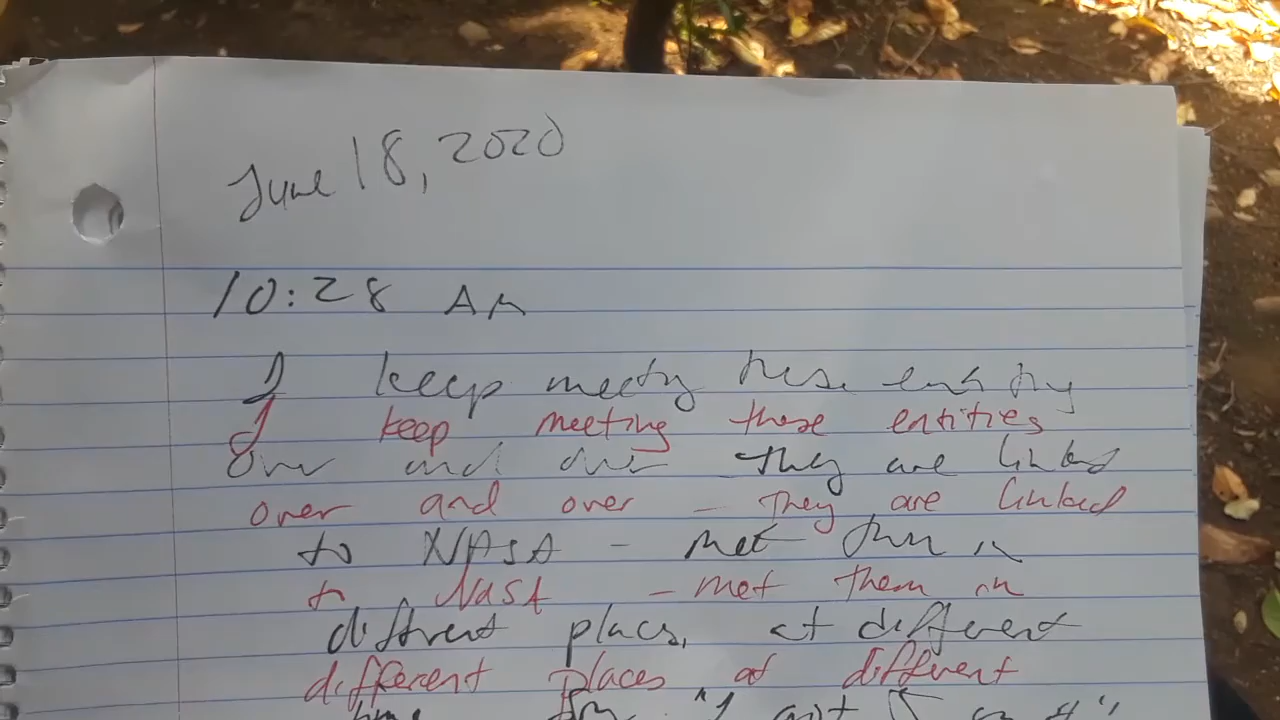 June 18, 2020
10:28 AM
I keep meeting these entity
I keep meeting these entities
over and over they are linked
over and over - They are linked
to NASA - met them in
to NASA - met them in
different places, at different
different places at different